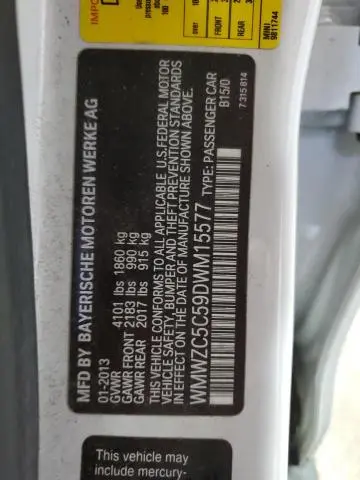 MFD BY BAYERISCHE MOTOREN WERKE AG
01-2013
GVWR 4101 lbs 1860 kg
GAWR FRONT 2183 lbs 990 kg
GAWR REAR 2017 lbs 915 kg
THIS VEHICLE CONFORMS TO ALL APPLICABLE U.S. FEDERAL MOTOR
VEHICLE SAFETY, BUMPER AND THEFT PREVENTION STANDARDS
IN EFFECT ON THE DATE OF MANUFACTURE SHOWN ABOVE.
WMWZC5C59DWM15577 TYPE: PASSENGER CAR
B15/0
7 315 814
over
FRONT
REAR
MINI
9811744
This vehicle may
include mercury-